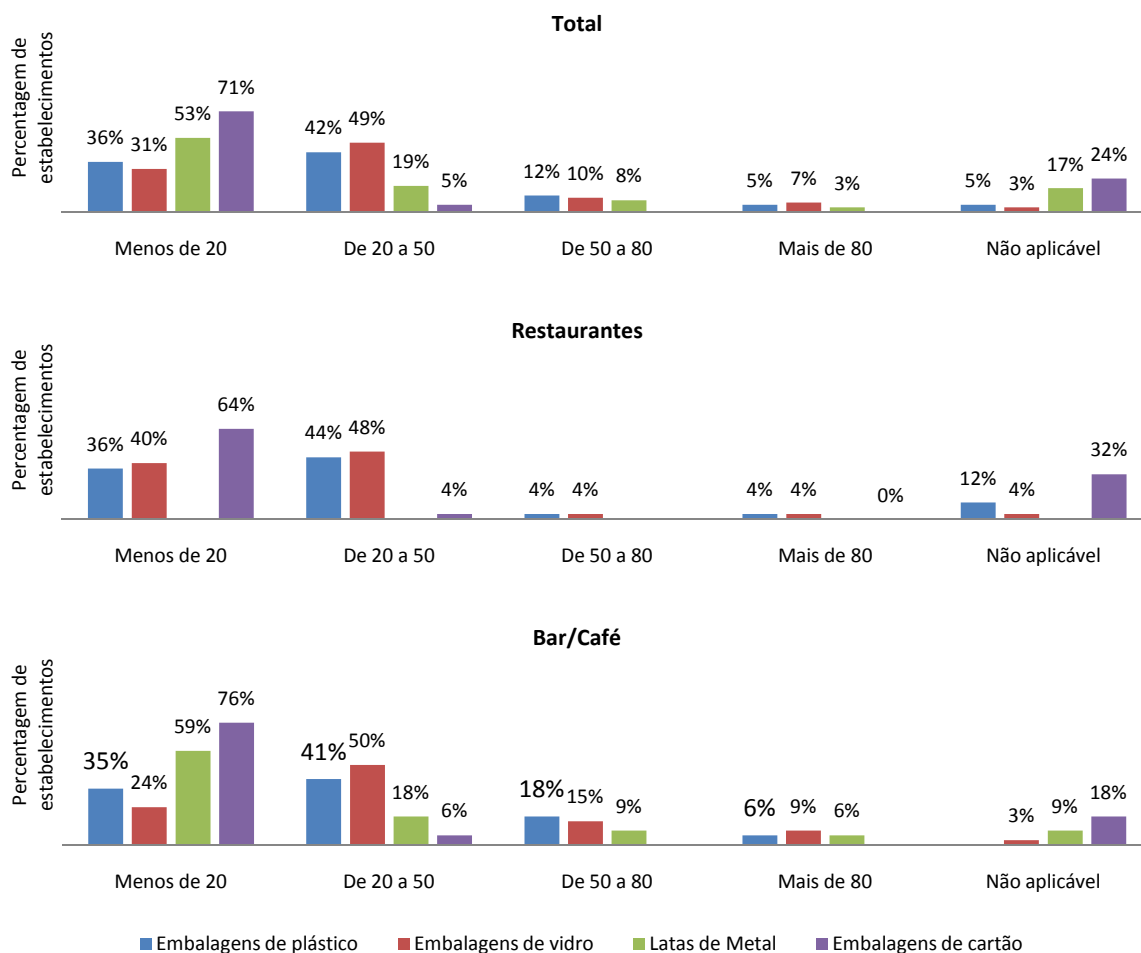 Total
Percentagem de
estabelecimentos
36% 31% 53% 71% 42% 49% 19% 5% 12% 10% 8% 5% 7% 3% 5% 3% 17% 24%
Menos de 20 De 20 a 50 De 50 a 80 Mais de 80 Não aplicável
Restaurantes
Percentagem de
estabelecimentos
36% 40% 64% 44% 48% 4% 4% 4% 4% 4% 0% 12% 4% 32%
Menos de 20 De 20 a 50 De 50 a 80 Mais de 80 Não aplicável
Bar/Café
Percentagem de
estabelecimentos
35% 24% 59% 76% 41% 50% 18% 6% 18% 15% 9% 6% 9% 6% 3% 9% 18%
Menos de 20 De 20 a 50 De 50 a 80 Mais de 80 Não aplicável
Embalagens de plástico Embalagens de vidro Latas de Metal Embalagens de cartão